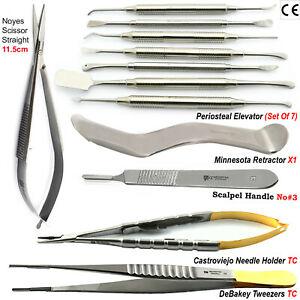 Noyes
Scissor
Straight
11.5cm
CE
Periosteal Elevator (Set Of 7)
Minnesota Retractor X1
Scalpel Handle No#3
Castroviejo Needle Holder TC
DeBakey Tweezers TC